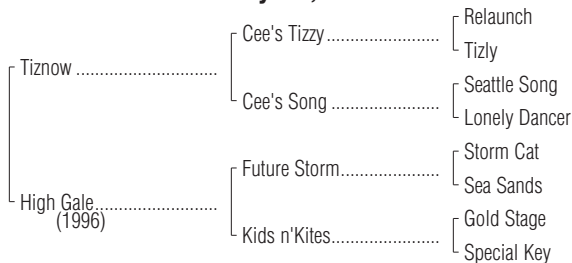 Relaunch
Cee's Tizzy
Tizly
Tiznow
Seattle Song
Cee's Song
Lonely Dancer
Storm Cat
Future Storm
Sea Sands
High Gale
(1996)
Gold Stage
Kids n'Kites
Special Key